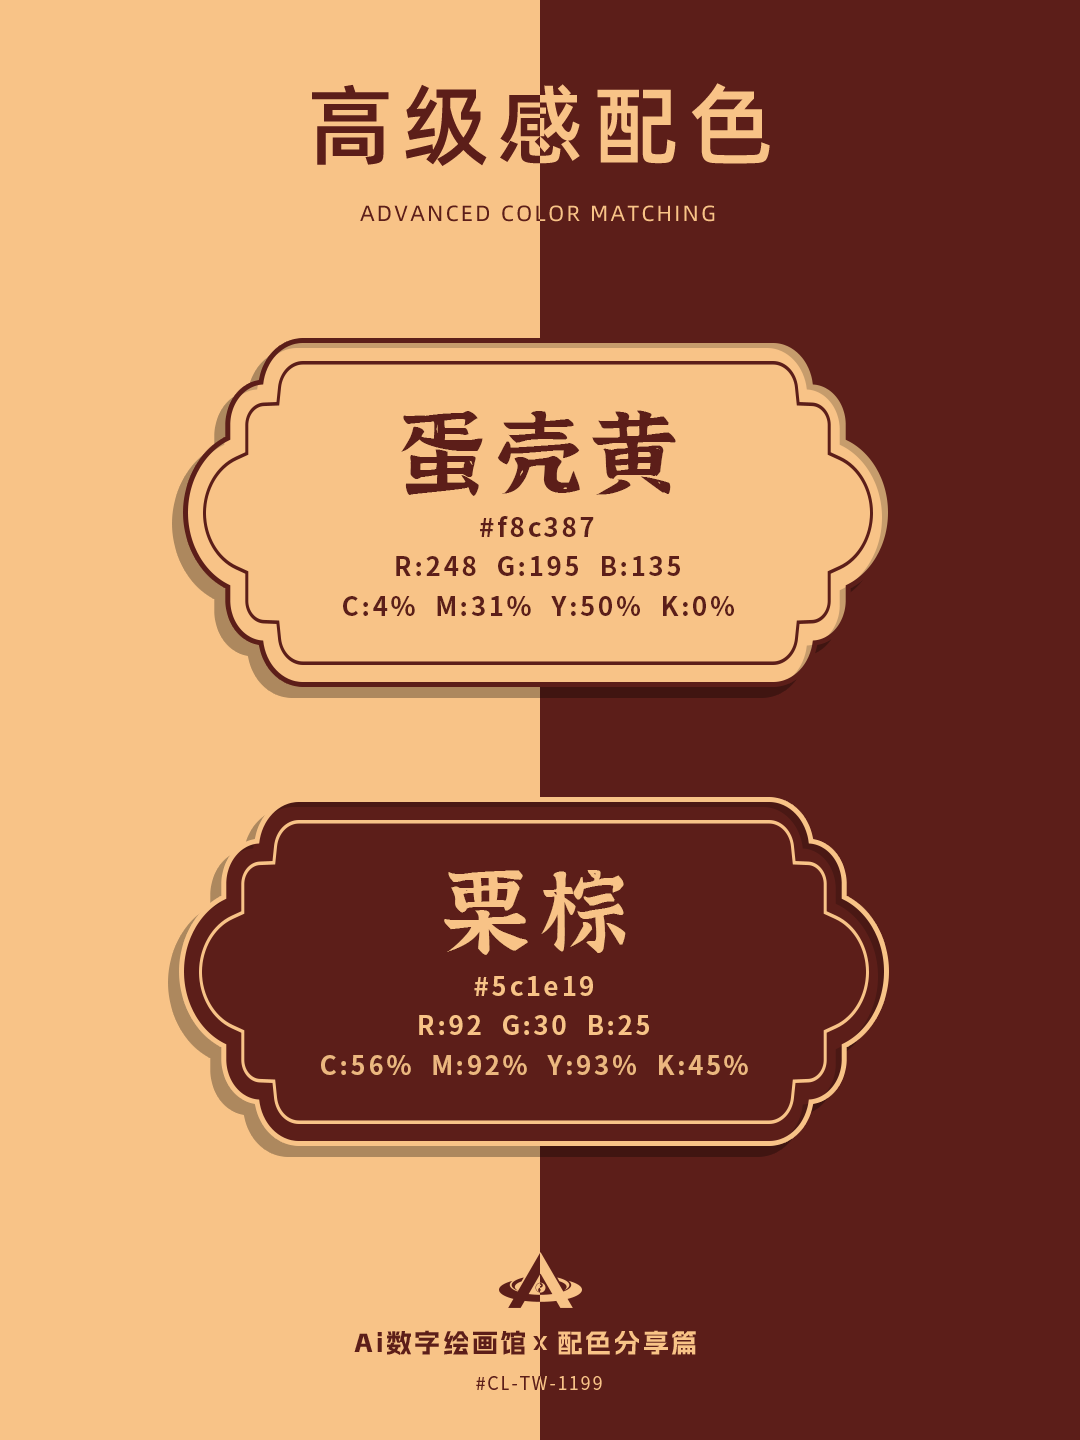 高级感配色
ADVANCED COLOR MATCHING
蛋壳黄
#f8c387
R:248 G:195 B:135
C:4% M:31% Y:50% K:0%
栗棕
#5c1e19
R:92 G:30 B:25
C:56% M:92% Y:93% K:45%
Ai数字绘画馆 x 配色分享篇
#CL-TW-1199